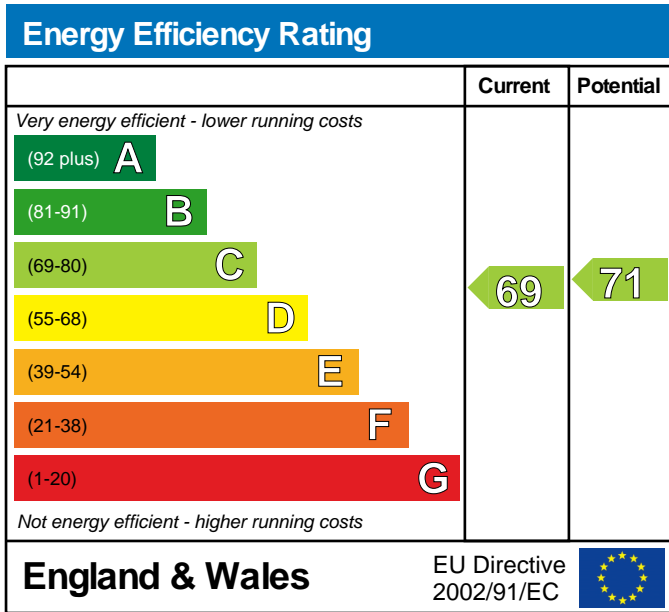 Energy Efficiency Rating
Current Potential
Very energy efficient - lower running costs
(92 plus) A
(81-91) B
(69-80) C
69 71
(55-68) D
(39-54) E
(21-38) F
(1-20) G
Not energy efficient - higher running costs
England & Wales
EU Directive
2002/91/EC